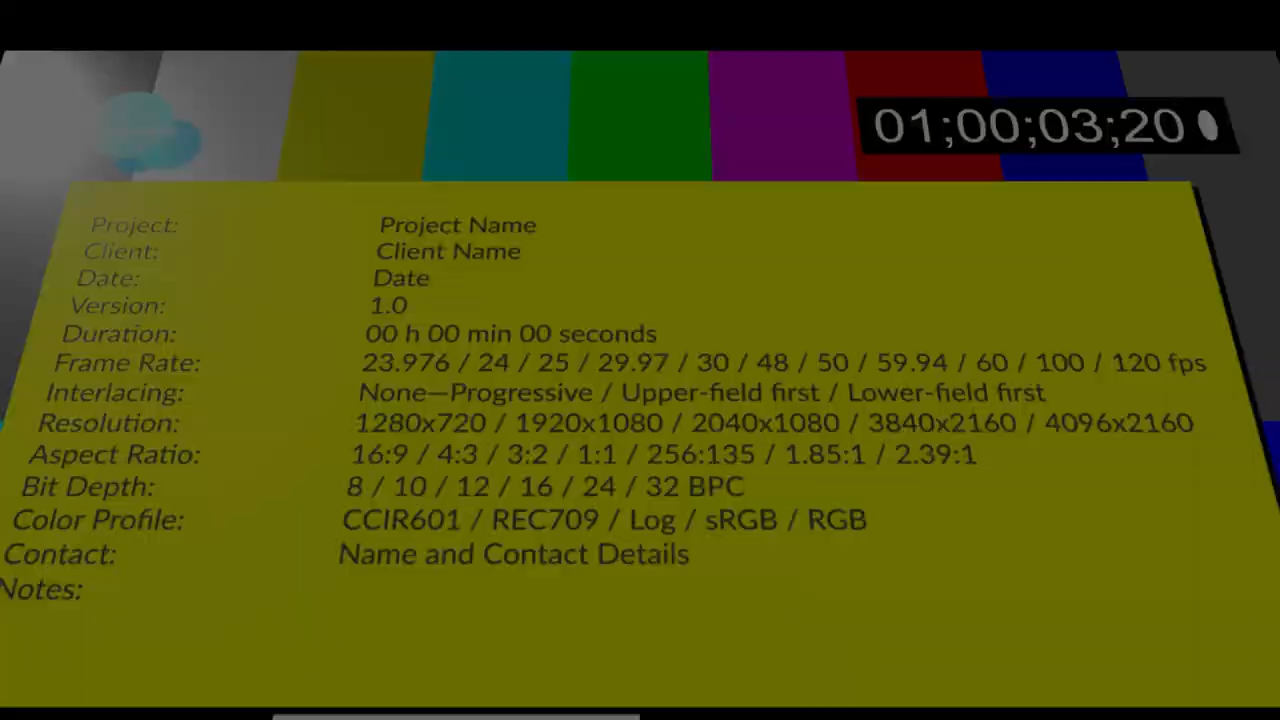 01;00;03;20
Project: Project Name
Client: Client Name
Date: Date
Version: 1.0
Duration: 00 h 00 min 00 seconds
Frame Rate: 23.976 / 24 / 25 / 29.97 / 30 / 48 / 50 / 59.94 / 60 / 100 / 120 fps
Interlacing: None—Progressive / Upper-field first / Lower-field first
Resolution: 1280x720 / 1920x1080 / 2040x1080 / 3840x2160 / 4096x2160
Aspect Ratio: 16:9 / 4:3 / 3:2 / 1:1 / 256:135 / 1.85:1 / 2.39:1
Bit Depth: 8 / 10 / 12 / 16 / 24 / 32 BPC
Color Profile: CCIR601 / REC709 / Log / sRGB / RGB
Contact: Name and Contact Details
Notes: